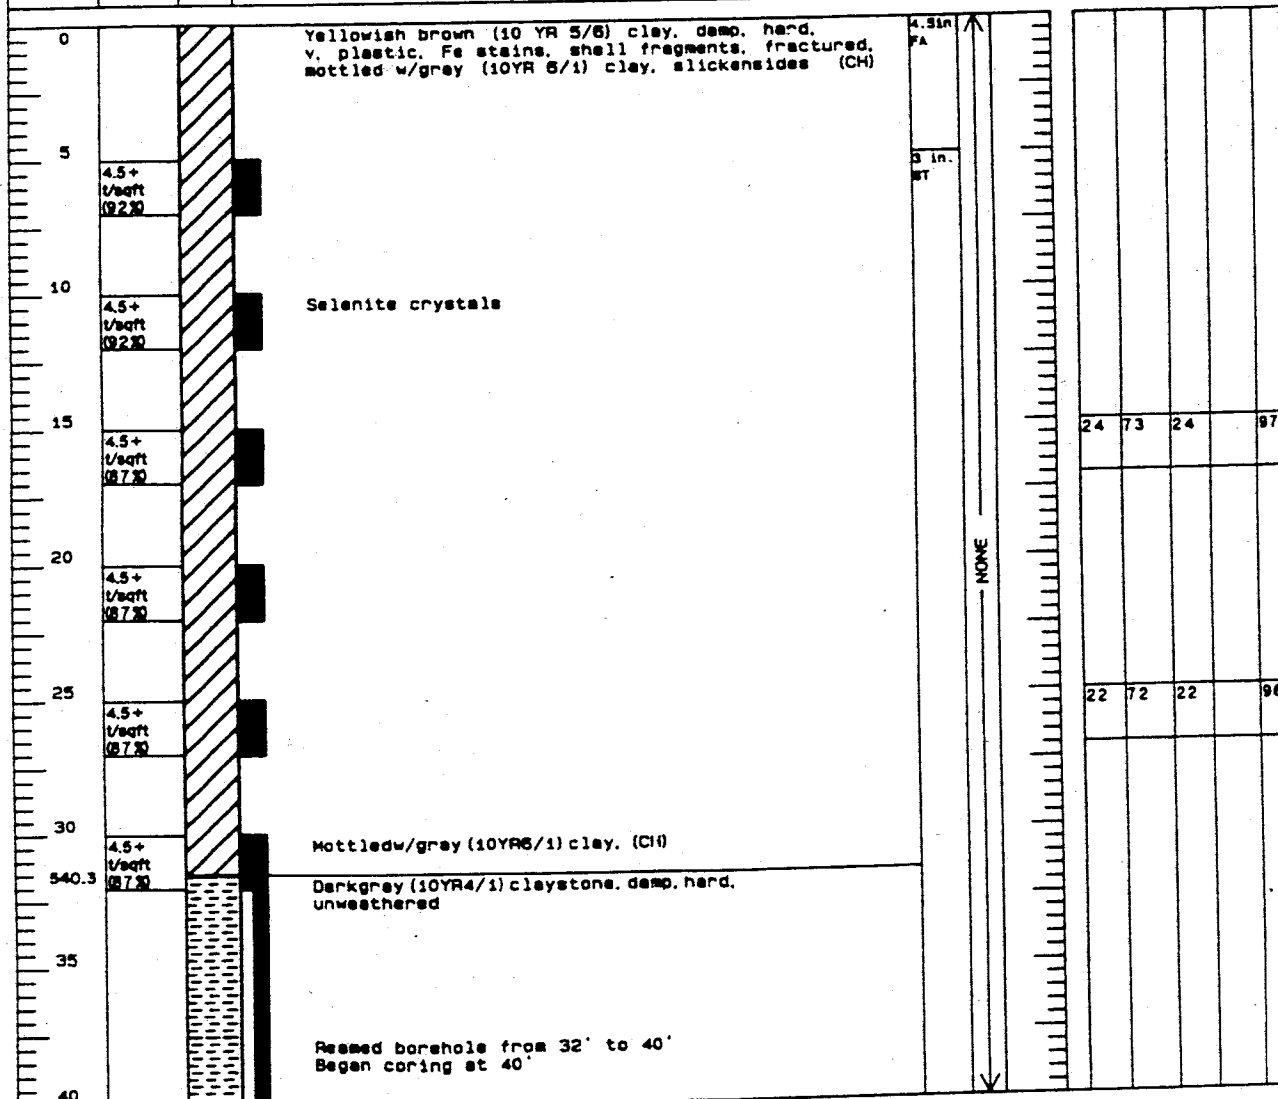 0
Yellowish brown (10 YR 5/6) clay, damp, hard,
v. plastic, Fe stains, shell fragments, fractured,
mottled w/gray (10YR 6/1) clay, slickensides (CH)
4.5in
FA
5
4.5+
t/sqft
(92%)
3 in.
ST
10
4.5+
t/sqft
(92%)
Selenite crystals
15
4.5+
t/sqft
(87%)
24 73 24 97
20
4.5+
t/sqft
(87%)
NONE
25
4.5+
t/sqft
(87%)
22 72 22 96
30
4.5+
t/sqft
(87%)
Mottledw/gray (10YR6/1) clay, (CH)
540.3
Darkgray (10YR4/1) claystone, damp, hard,
unweathered
35
Reamed borehole from 32' to 40'
Began coring at 40'
40